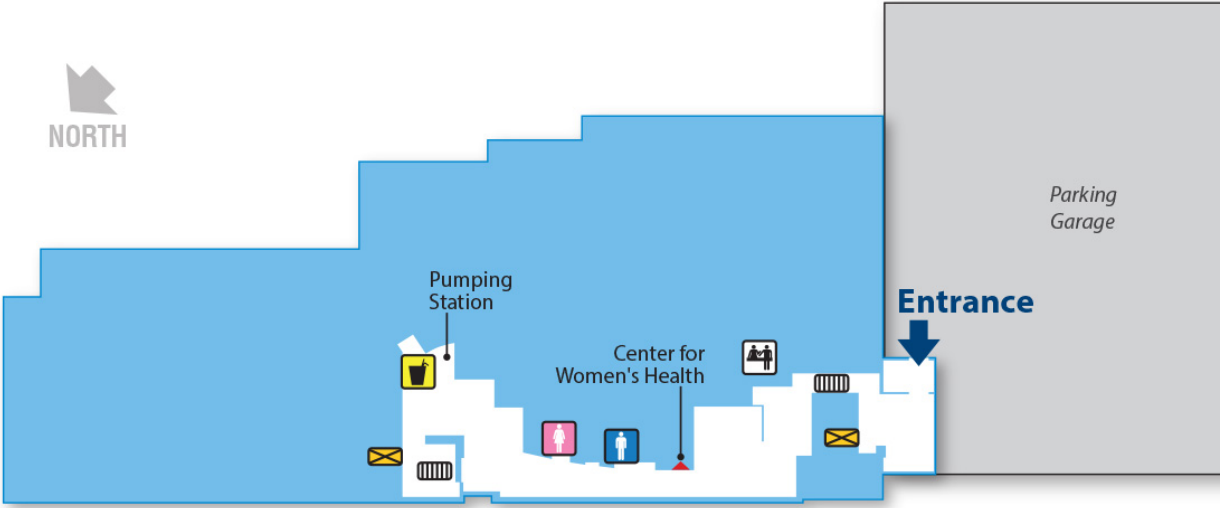 NORTH
Parking
Garage
Pumping
Station
Entrance
Center for
Women's Health